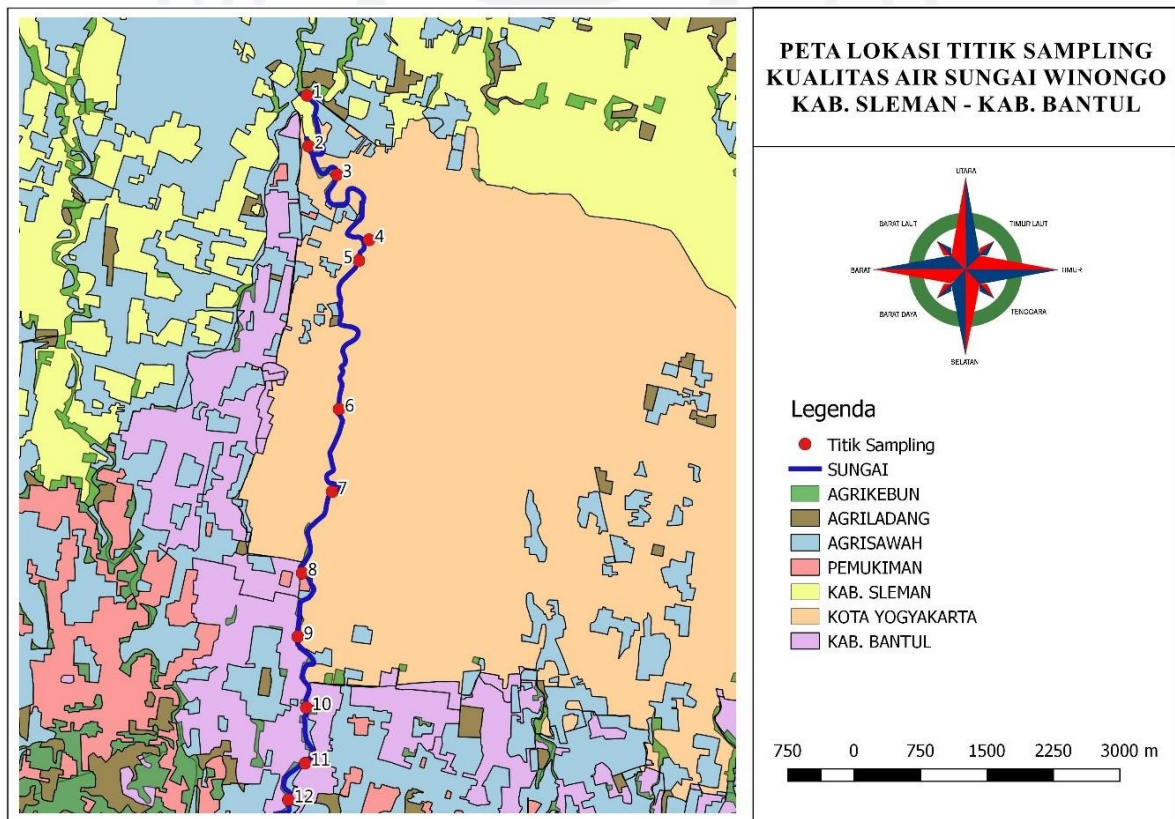 PETA LOKASI TITIK SAMPLING
KUALITAS AIR SUNGAI WINONGO
KAB. SLEMAN - KAB. BANTUL
UTARA
BARAT LAUT
TIMUR LAUT
BARAT
TIMUR
BARAT DAYA
TENGGARA
SELATAN
Legenda
Titik Sampling
SUNGAI
AGRIKEBUN
AGRILADANG
AGRISAWAH
PEMUKIMAN
KAB. SLEMAN
KOTA YOGYAKARTA
KAB. BANTUL
750 0 750 1500 2250 3000 m
1
2
3
4
5
6
7
8
9
10
11
12